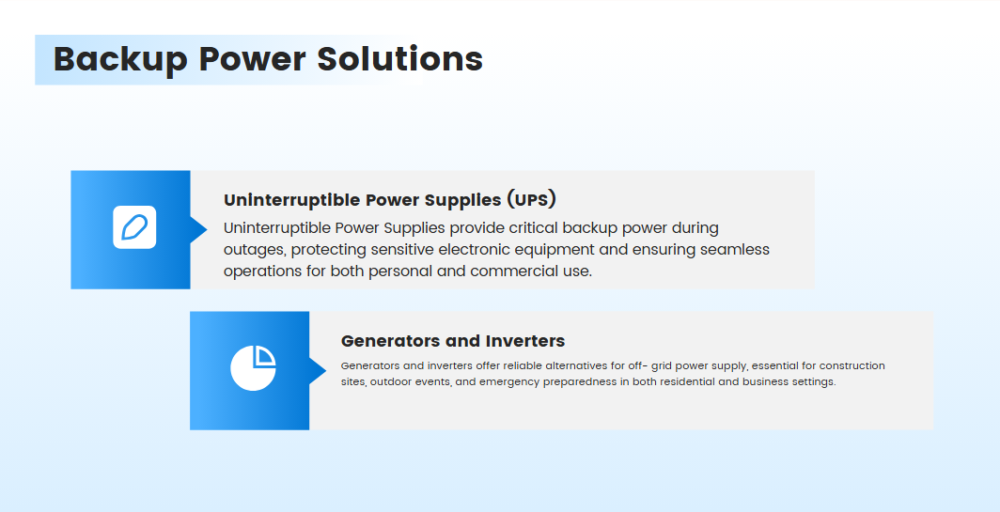 Backup Power Solutions
Uninterruptible Power Supplies (UPS)
Uninterruptible Power Supplies provide critical backup power during
outages, protecting sensitive electronic equipment and ensuring seamless
operations for both personal and commercial use.
Generators and Inverters
Generators and inverters offer reliable alternatives for off- grid power supply, essential for construction
sites, outdoor events, and emergency preparedness in both residential and business settings.